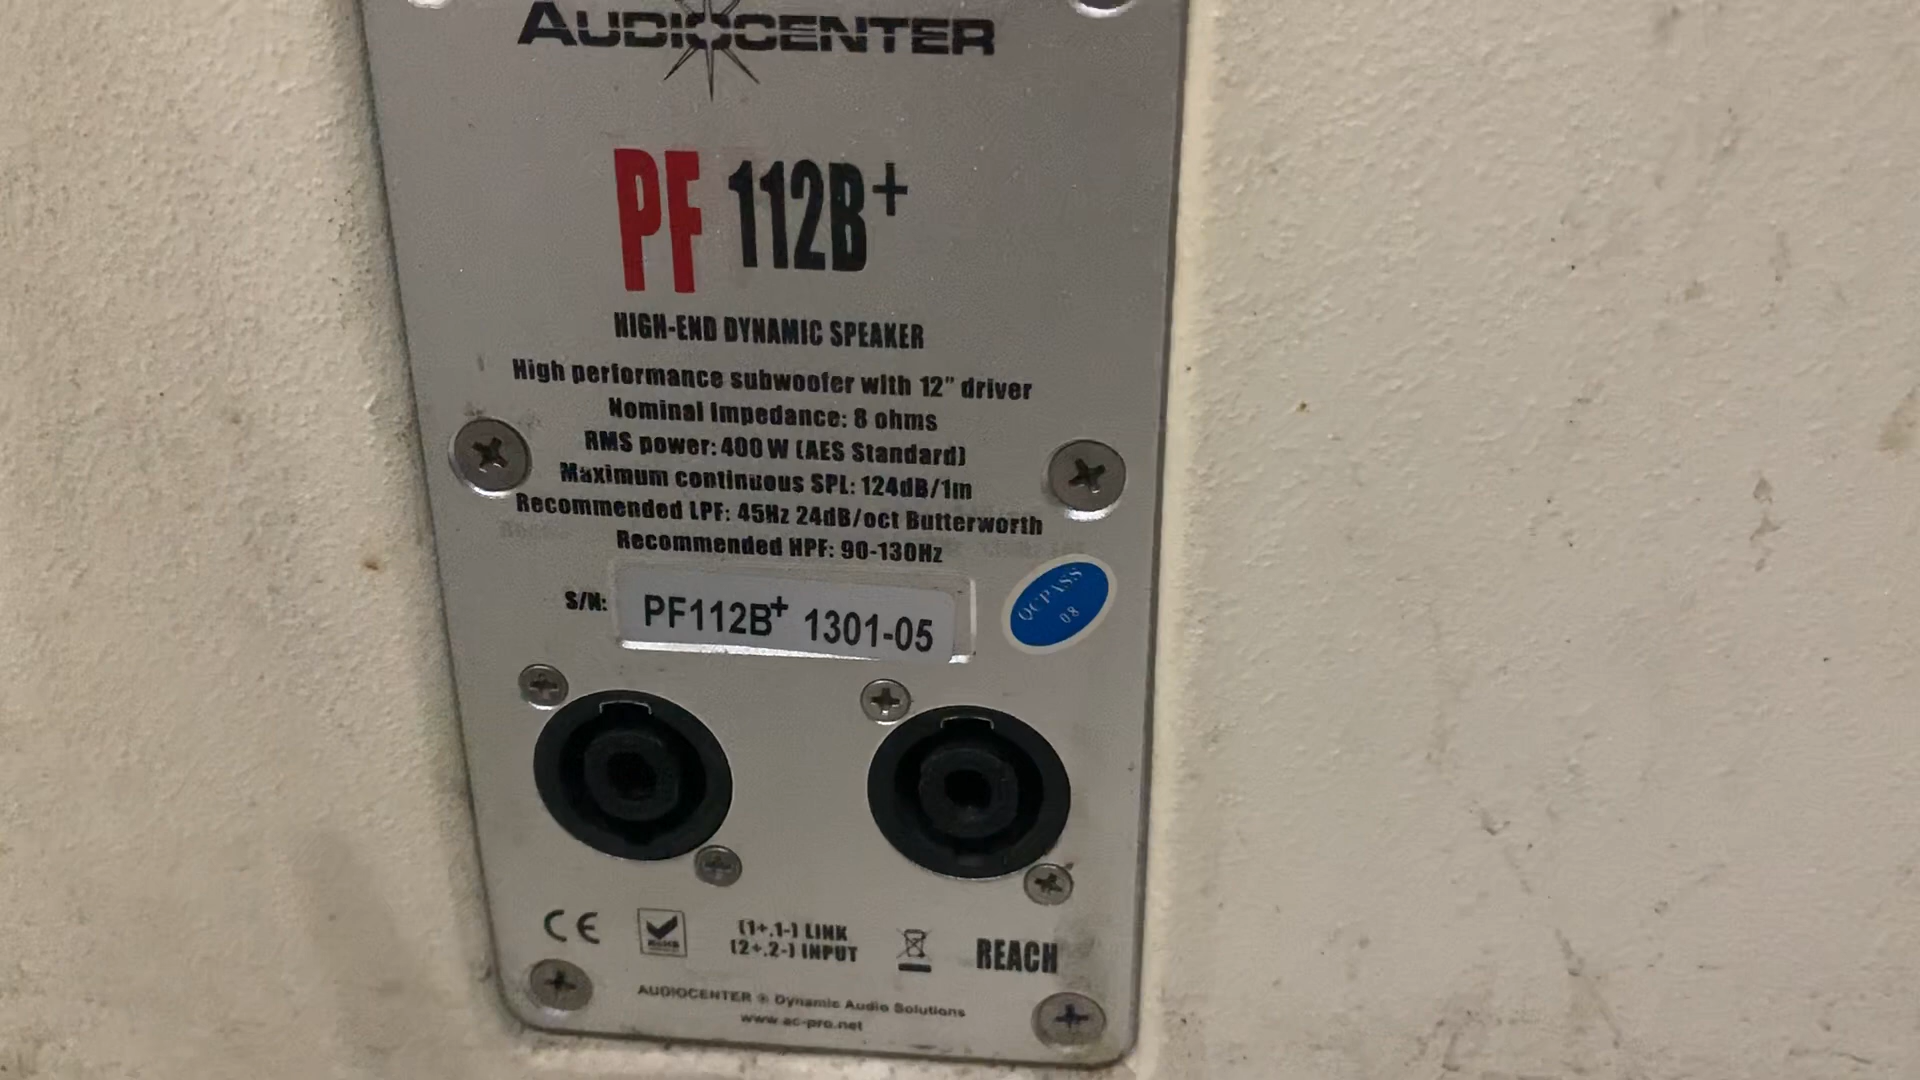 AUDIOCENTER
PF 112B+
HIGH-END DYNAMIC SPEAKER
High performance subwoofer with 12" driver
Nominal Impedance: 8 ohms
RMS power: 400 W (AES Standard)
Maximum continuous SPL: 124dB/1m
Recommended LPF: 45Hz 24dB/oct Butterworth
Recommended HPF: 90-130Hz
S/N: PF112B+ 1301-05
QC PASS
08
CE
RoHS
(1+,1-) LINK
(2+,2-) INPUT
REACH
AUDIOCENTER ® Dynamic Audio Solutions
www.ac-pro.net